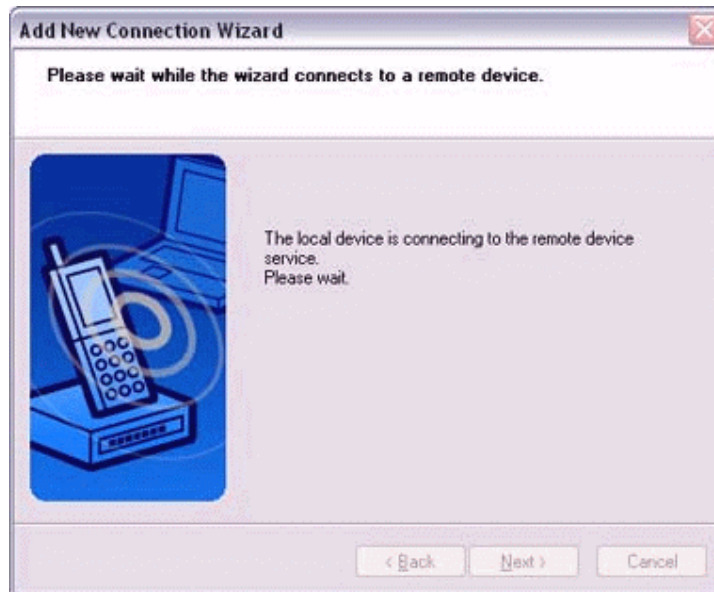 Add New Connection Wizard
Please wait while the wizard connects to a remote device.
The local device is connecting to the remote device
service.
Please wait.
< Back
Next >
Cancel